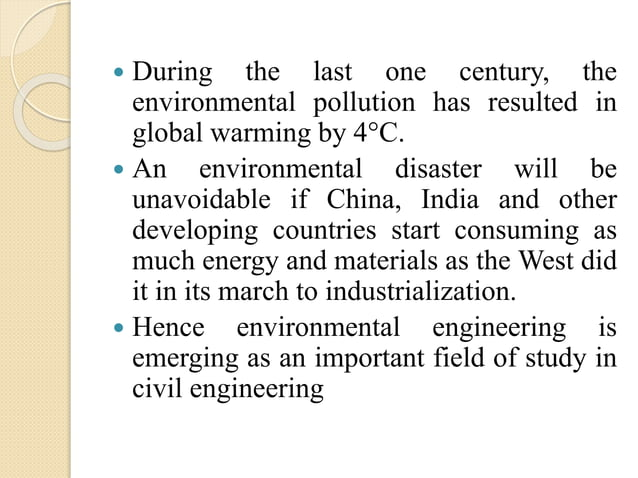 • During the last one century, the
environmental pollution has resulted in
global warming by 4°C.
• An environmental disaster will be
unavoidable if China, India and other
developing countries start consuming as
much energy and materials as the West did
it in its march to industrialization.
• Hence environmental engineering is
emerging as an important field of study in
civil engineering